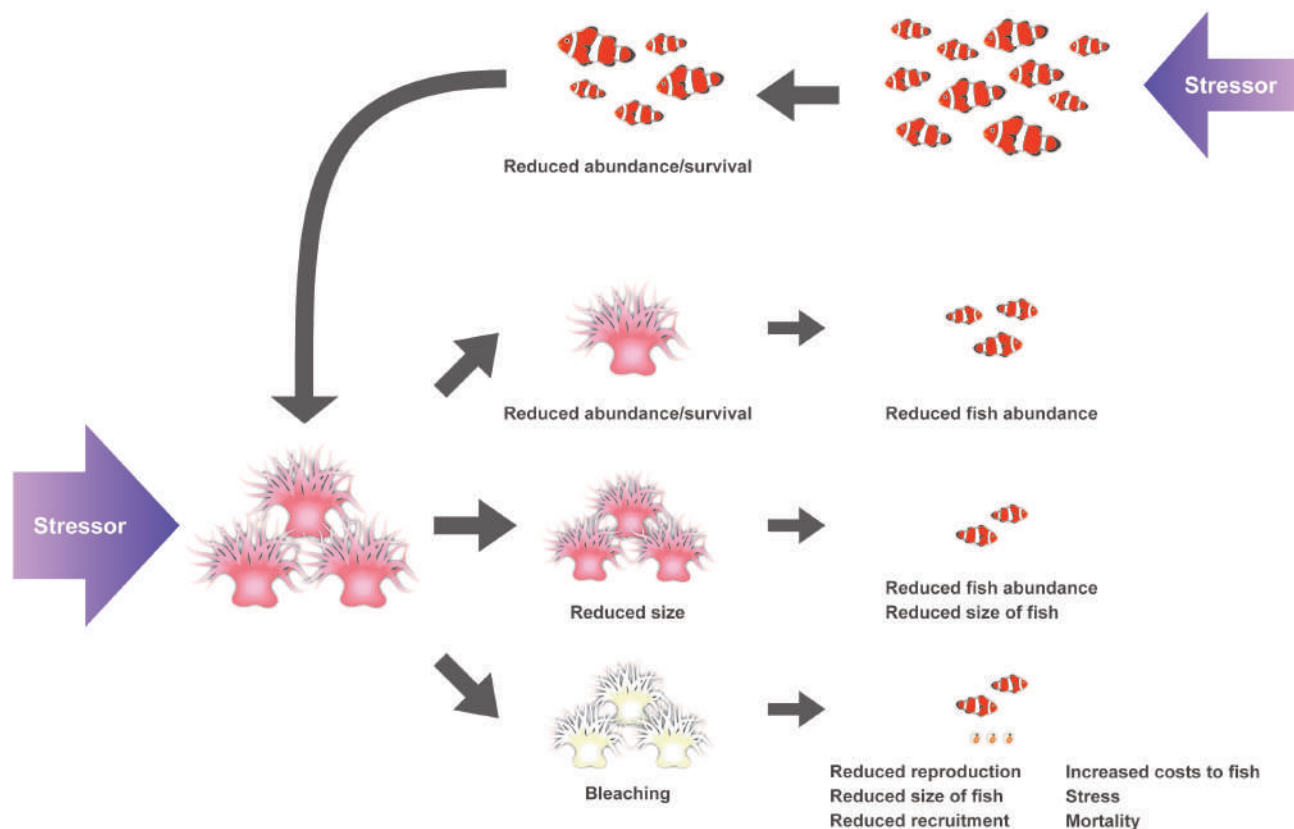 Stressor
Reduced abundance/survival
Reduced abundance/survival
Reduced fish abundance
Stressor
Reduced size
Reduced fish abundance
Reduced size of fish
Bleaching
Reduced reproduction
Increased costs to fish
Reduced size of fish
Stress
Reduced recruitment
Mortality